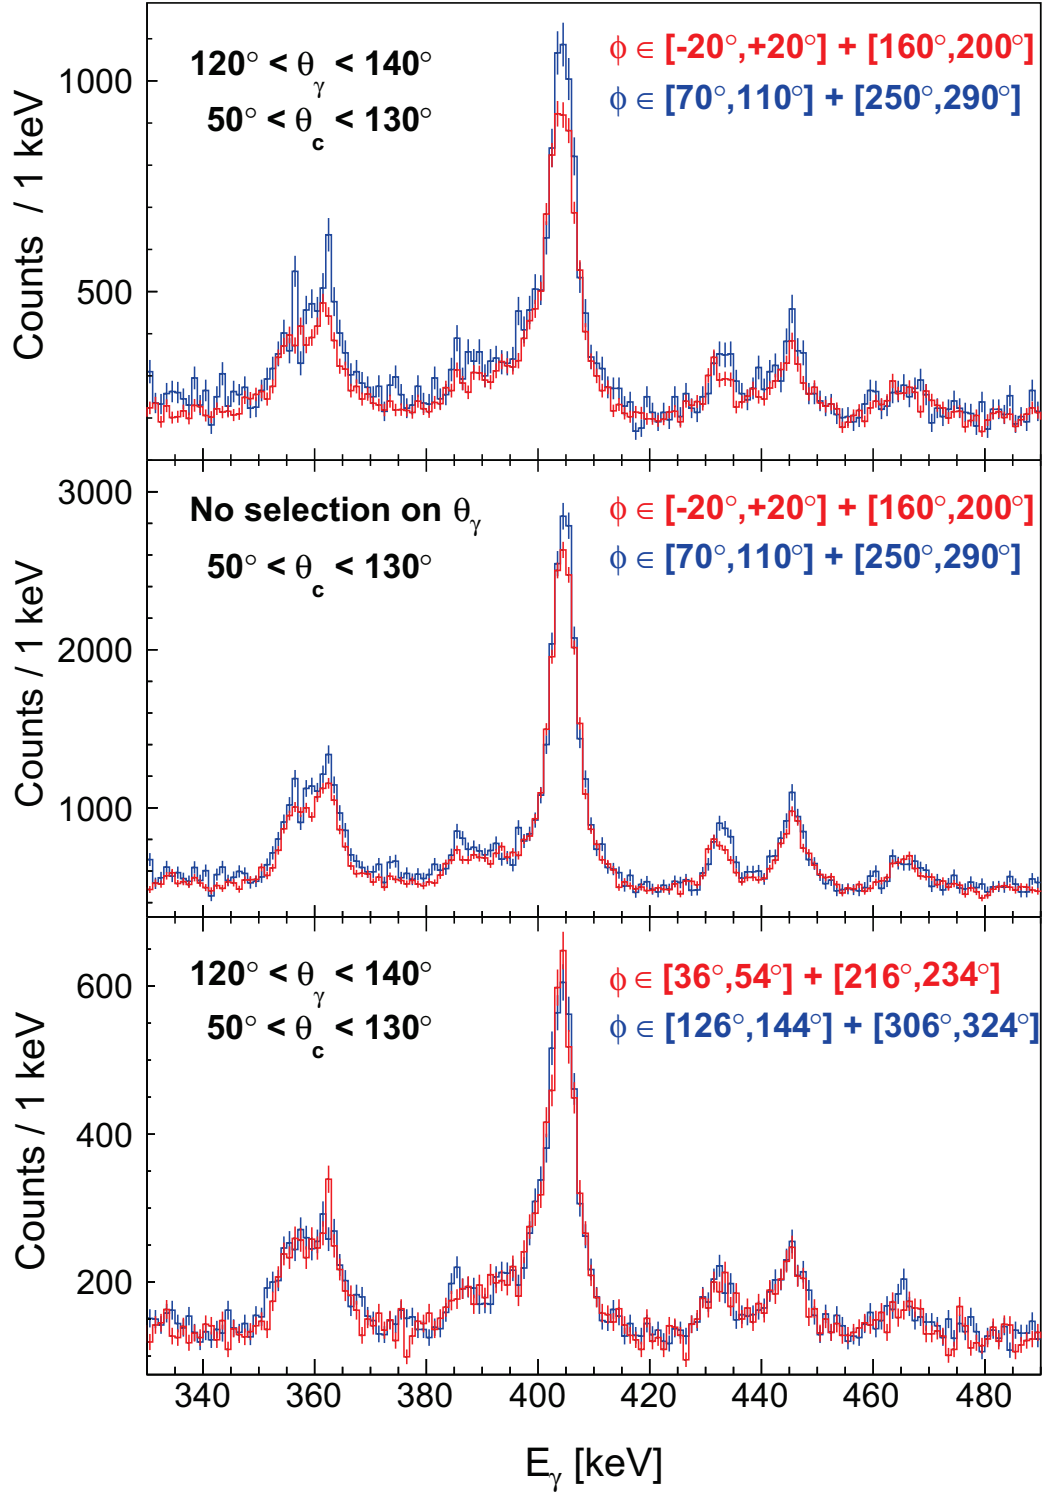 120° < θγ < 140°
50° < θc < 130°
ϕ ∈ [-20°,+20°] + [160°,200°]
ϕ ∈ [70°,110°] + [250°,290°]
1000
500
Counts / 1 keV
No selection on θγ
50° < θc < 130°
ϕ ∈ [-20°,+20°] + [160°,200°]
ϕ ∈ [70°,110°] + [250°,290°]
3000
2000
1000
Counts / 1 keV
120° < θγ < 140°
50° < θc < 130°
ϕ ∈ [36°,54°] + [216°,234°]
ϕ ∈ [126°,144°] + [306°,324°]
600
400
200
Counts / 1 keV
340 360 380 400 420 440 460 480
Eγ [keV]